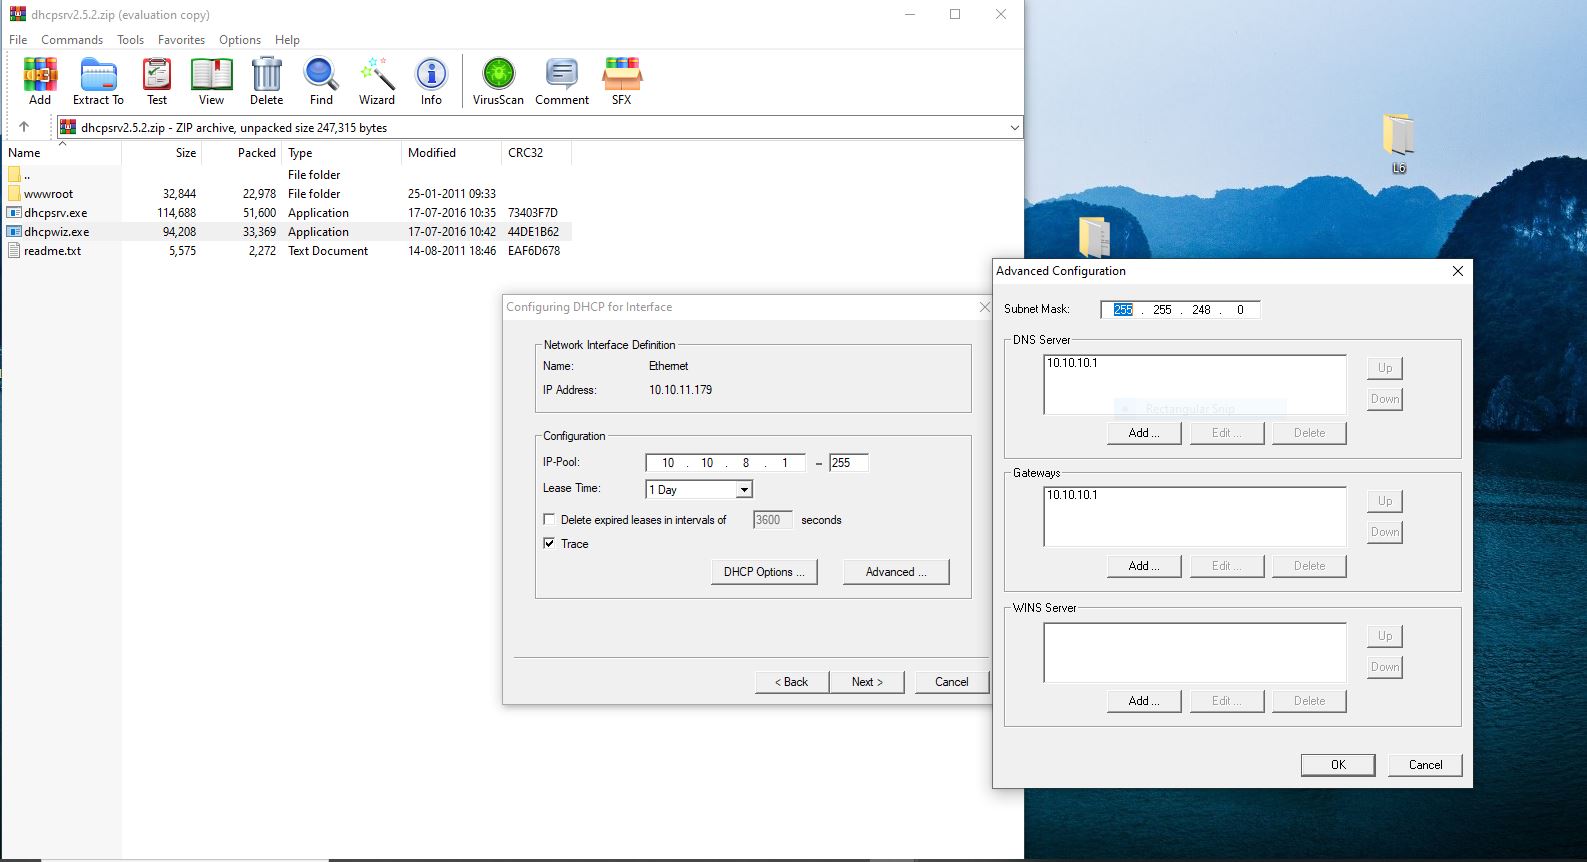 dhcpsrv2.5.2.zip (evaluation copy)
File Commands Tools Favorites Options Help
Add Extract To Test View Delete Find Wizard Info VirusScan Comment SFX
dhcpsrv2.5.2.zip - ZIP archive, unpacked size 247,315 bytes
Name Size Packed Type Modified CRC32
.. File folder
wwwroot 32,844 22,978 File folder 25-01-2011 09:33
dhcpsrv.exe 114,688 51,600 Application 17-07-2016 10:35 73403F7D
dhcpwiz.exe 94,208 33,369 Application 17-07-2016 10:42 44DE1B62
readme.txt 5,575 2,272 Text Document 14-08-2011 18:46 EAF6D678
L6
Configuring DHCP for Interface
Network Interface Definition
Name: Ethernet
IP Address: 10.10.11.179
Configuration
IP-Pool: 10 . 10 . 8 . 1 - 255
Lease Time: 1 Day
Delete expired leases in intervals of 3600 seconds
Trace
DHCP Options ... Advanced ...
< Back Next > Cancel
Advanced Configuration
Subnet Mask: 255 . 255 . 248 . 0
DNS Server
10.10.10.1
Up
Rectangular Snip
Down
Add ... Edit ... Delete
Gateways
10.10.10.1
Up
Down
Add ... Edit ... Delete
WINS Server
Up
Down
Add ... Edit ... Delete
OK Cancel